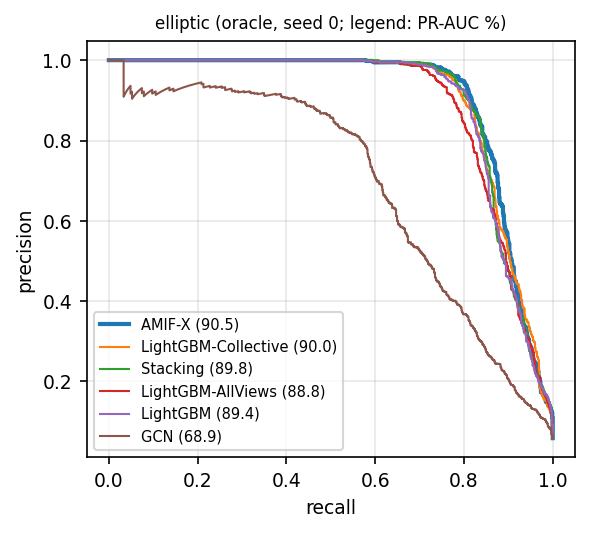 elliptic (oracle, seed 0; legend: PR-AUC %)
1.0
0.8
0.6
0.4
0.2
precision
AMIF-X (90.5)
LightGBM-Collective (90.0)
Stacking (89.8)
LightGBM-AllViews (88.8)
LightGBM (89.4)
GCN (68.9)
0.0 0.2 0.4 0.6 0.8 1.0
recall